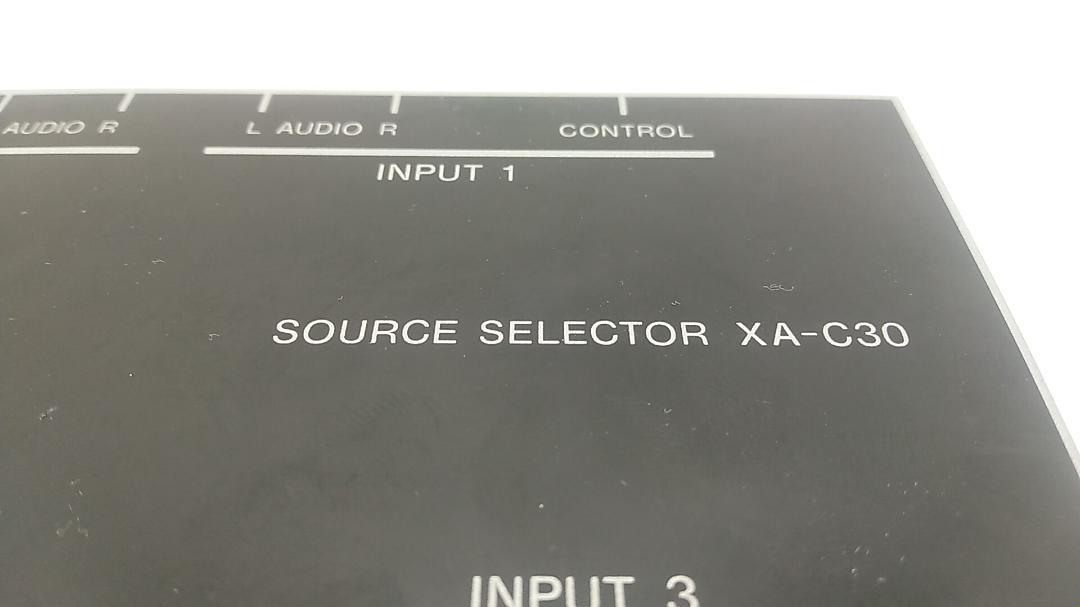 AUDIO R
L AUDIO R CONTROL
INPUT 1
SOURCE SELECTOR XA-C30
INPUT 3